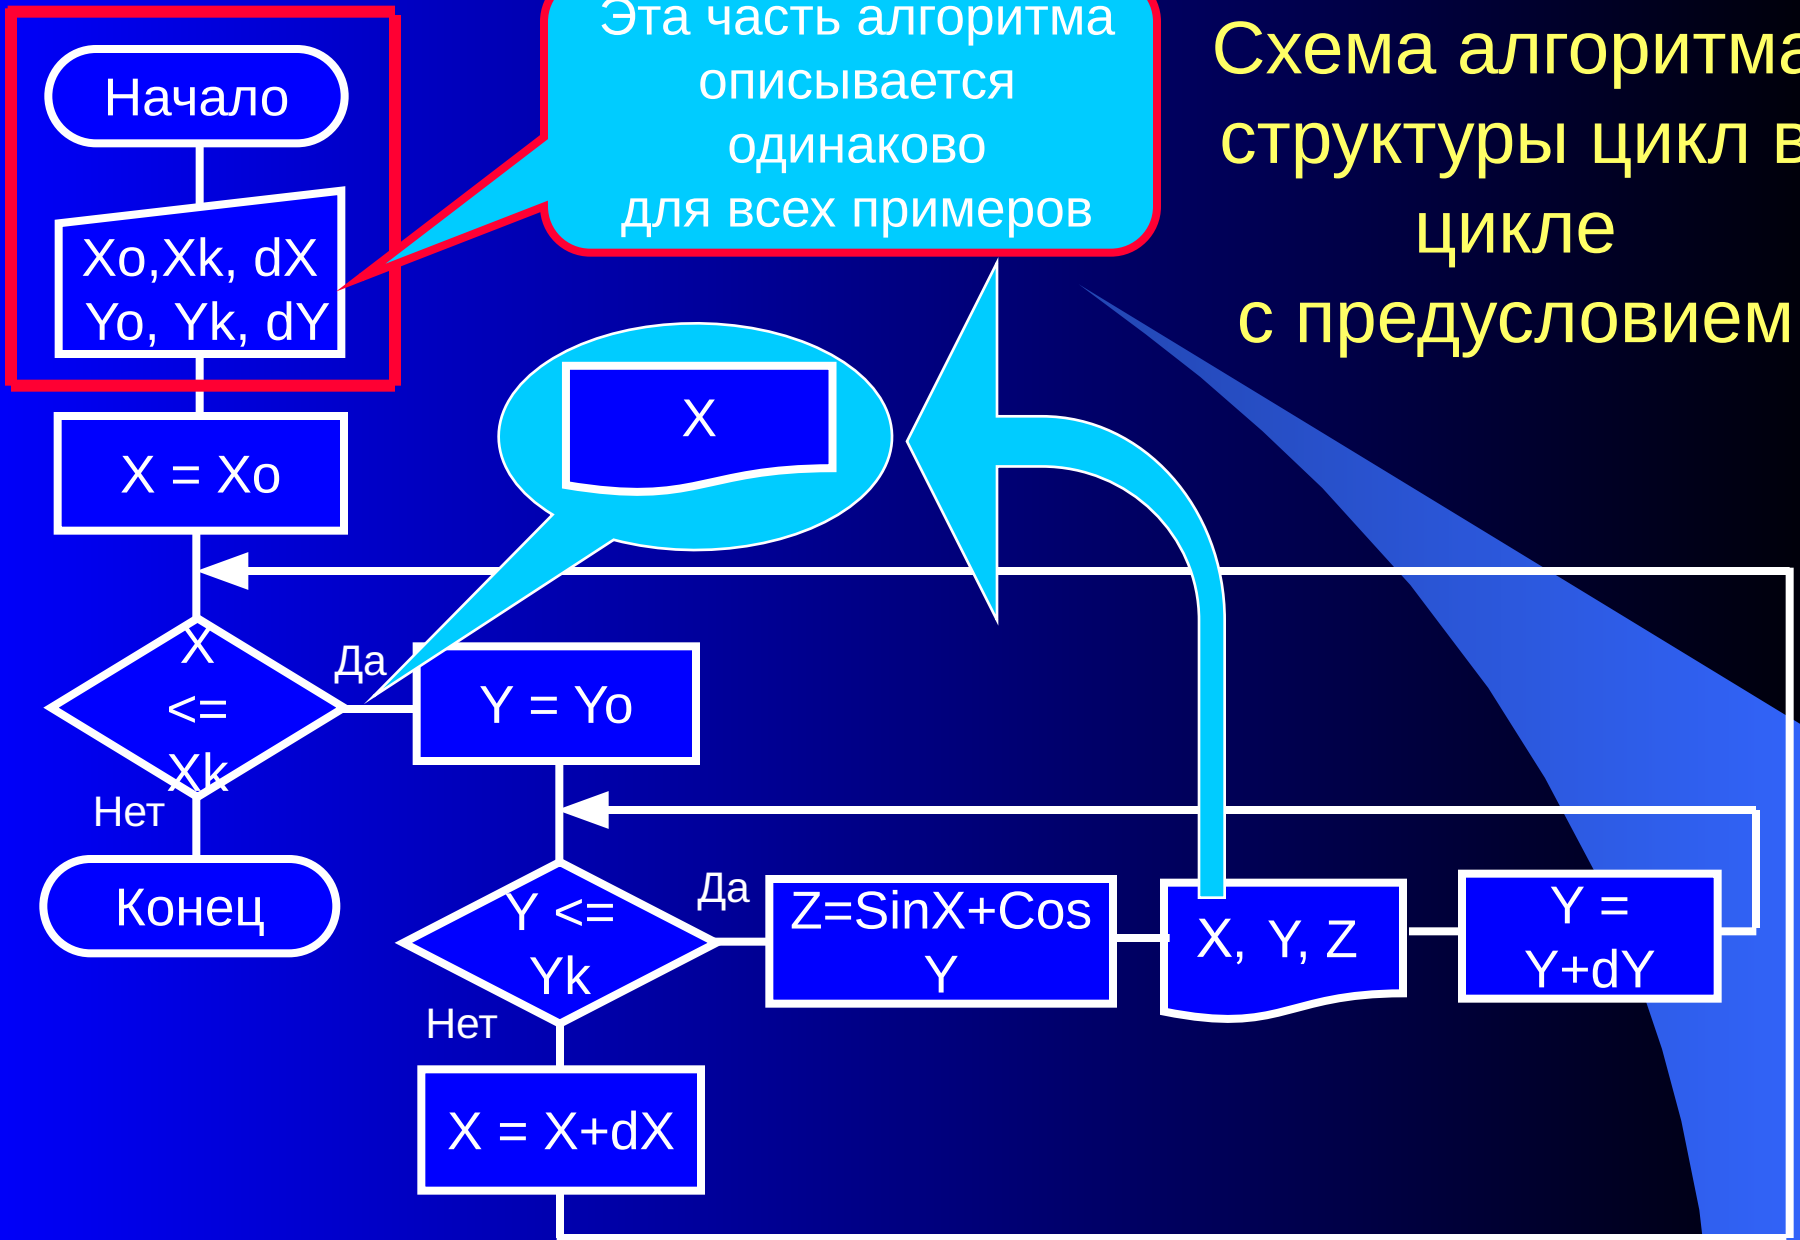 Эта часть алгоритма
описывается
одинаково
для всех примеров
Схема алгоритма
структуры цикл в
цикле
с предусловием
Начало
Xo,Xk, dX
Yo, Yk, dY
X = Xo
X
X
<=
Xk
Да
Нет
Y = Yo
Конец
Y <=
Yk
Да
Нет
Z=SinX+Cos
Y
X, Y, Z
Y =
Y+dY
X = X+dX